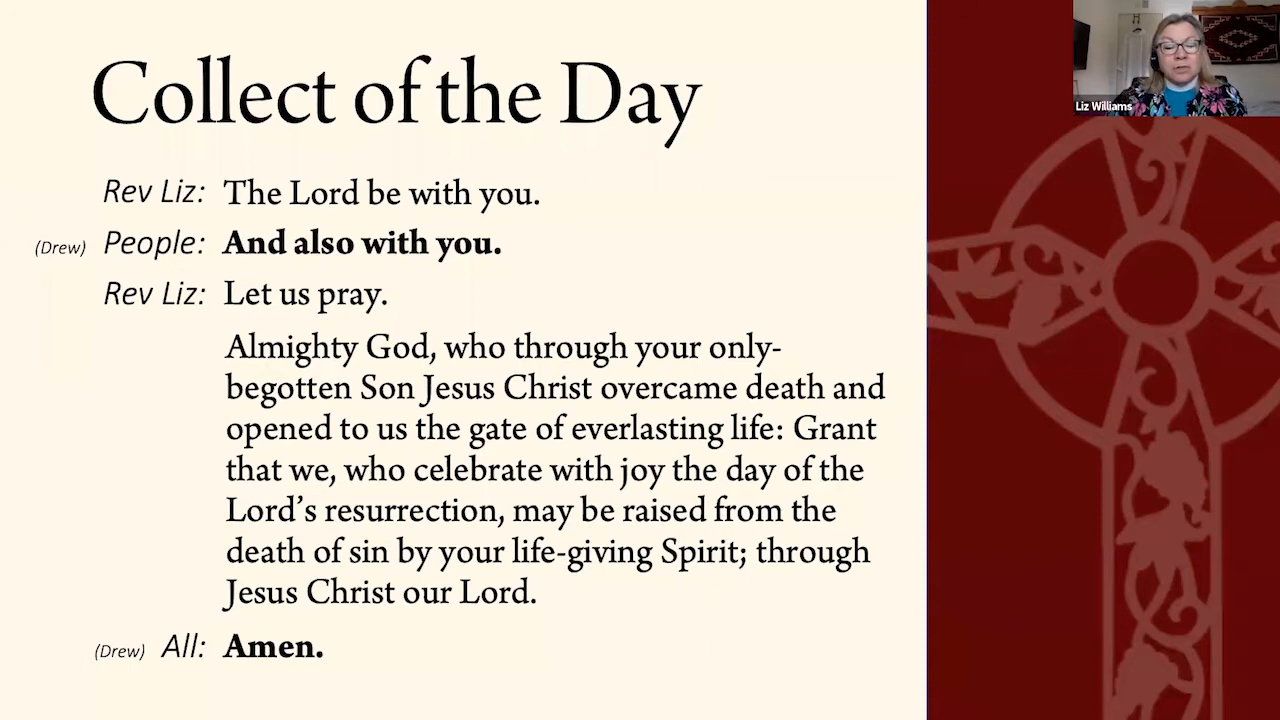 Collect of the Day
Liz Williams
Rev Liz: The Lord be with you.
(Drew) People: And also with you.
Rev Liz: Let us pray.
Almighty God, who through your only-
begotten Son Jesus Christ overcame death and
opened to us the gate of everlasting life: Grant
that we, who celebrate with joy the day of the
Lord’s resurrection, may be raised from the
death of sin by your life-giving Spirit; through
Jesus Christ our Lord.
(Drew) All: Amen.